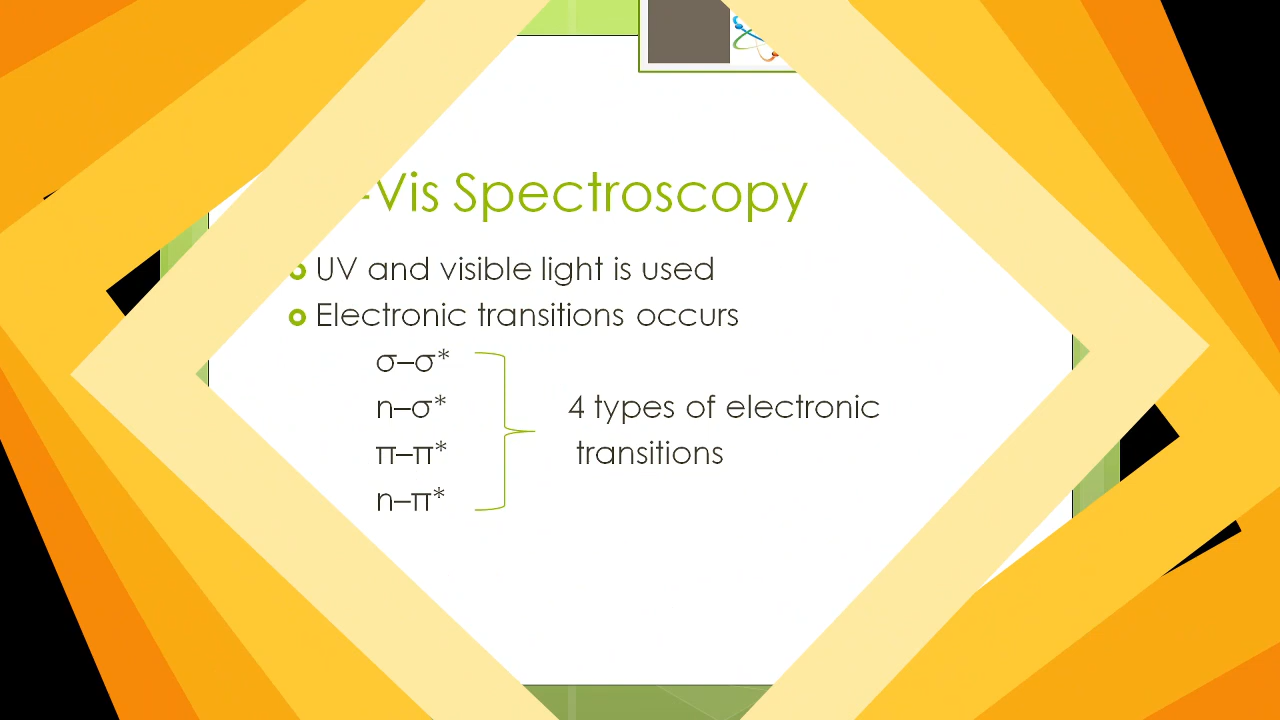 -Vis Spectroscopy
UV and visible light is used
Electronic transitions occurs
σ–σ*
n–σ*
π–π*
n–π*
4 types of electronic
transitions